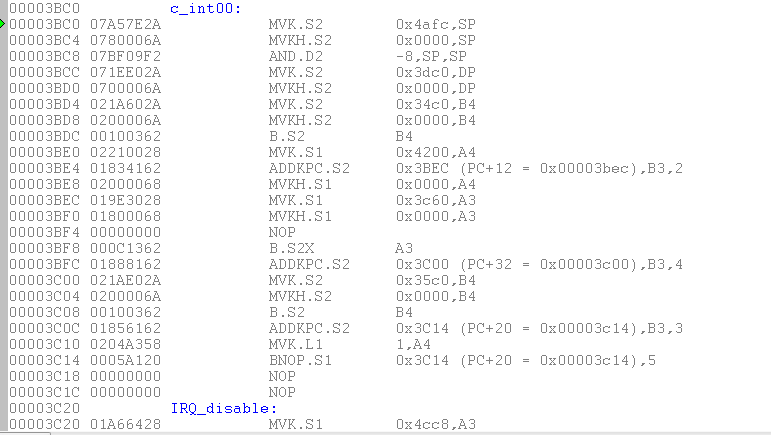 00003BC0 c_int00:
00003BC0 07A57E2A MVK.S2 0x4afc,SP
00003BC4 0780006A MVKH.S2 0x0000,SP
00003BC8 07BF09F2 AND.D2 -8,SP,SP
00003BCC 071EE02A MVK.S2 0x3dc0,DP
00003BD0 0700006A MVKH.S2 0x0000,DP
00003BD4 021A602A MVK.S2 0x34c0,B4
00003BD8 0200006A MVKH.S2 0x0000,B4
00003BDC 00100362 B.S2 B4
00003BE0 02210028 MVK.S1 0x4200,A4
00003BE4 01834162 ADDKPC.S2 0x3BEC (PC+12 = 0x00003bec),B3,2
00003BE8 02000068 MVKH.S1 0x0000,A4
00003BEC 019E3028 MVK.S1 0x3c60,A3
00003BF0 01800068 MVKH.S1 0x0000,A3
00003BF4 00000000 NOP
00003BF8 000C1362 B.S2X A3
00003BFC 01888162 ADDKPC.S2 0x3C00 (PC+32 = 0x00003c00),B3,4
00003C00 021AE02A MVK.S2 0x35c0,B4
00003C04 0200006A MVKH.S2 0x0000,B4
00003C08 00100362 B.S2 B4
00003C0C 01856162 ADDKPC.S2 0x3C14 (PC+20 = 0x00003c14),B3,3
00003C10 0204A358 MVK.L1 1,A4
00003C14 0005A120 BNOP.S1 0x3C14 (PC+20 = 0x00003c14),5
00003C18 00000000 NOP
00003C1C 00000000 NOP
00003C20 IRQ_disable:
00003C20 01A66428 MVK.S1 0x4cc8,A3